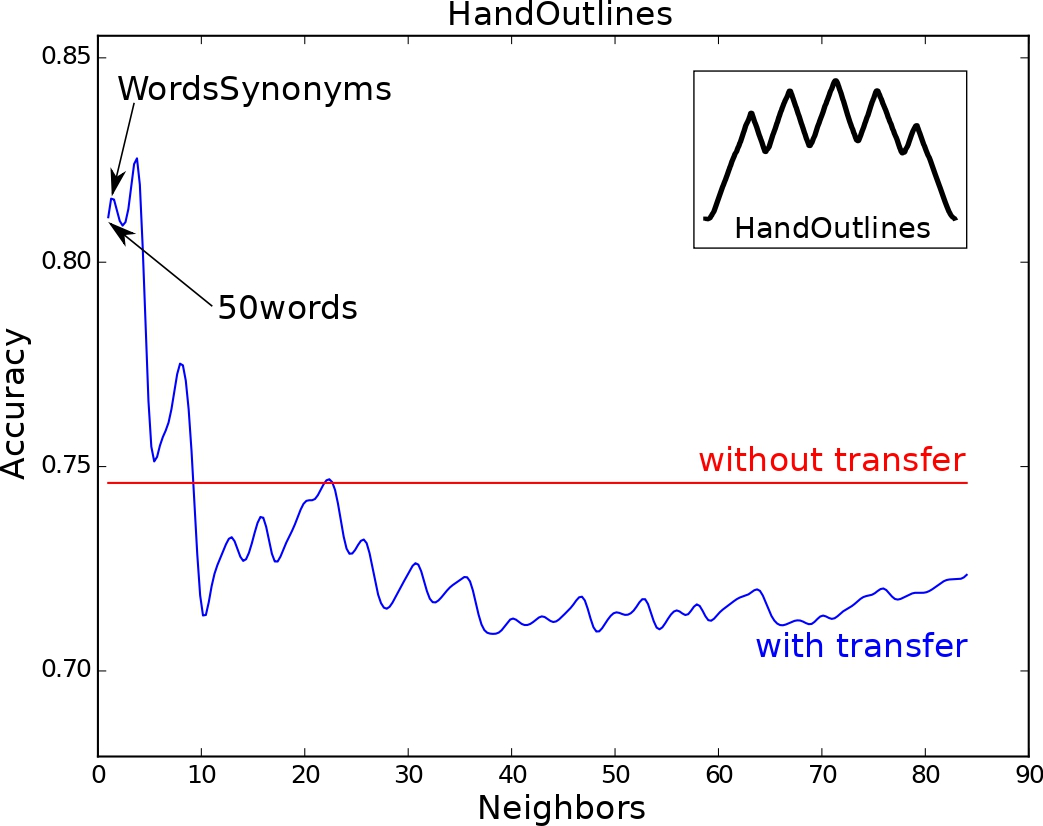 HandOutlines
0.85
WordsSynonyms
HandOutlines
0.80
50words
Accuracy
0.75
without transfer
with transfer
0.70
0 10 20 30 40 50 60 70 80 90
Neighbors